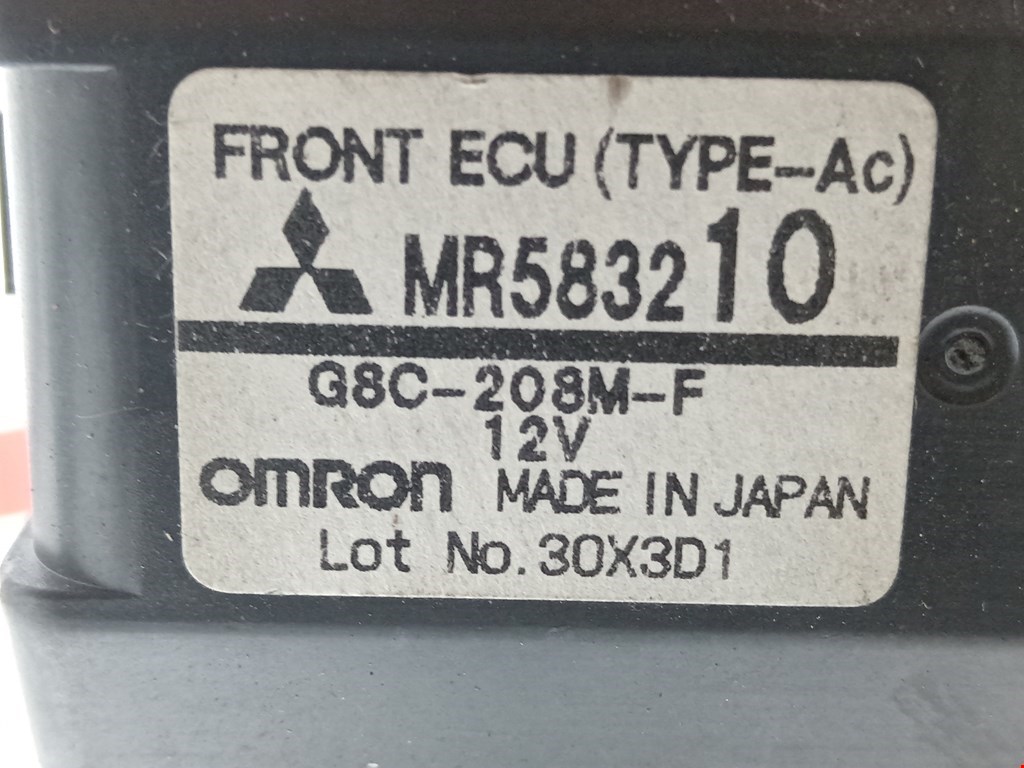 FRONT ECU (TYPE-Ac)
MR583210
G8C-208M-F
12V
OMRON MADE IN JAPAN
Lot No. 30X3D1